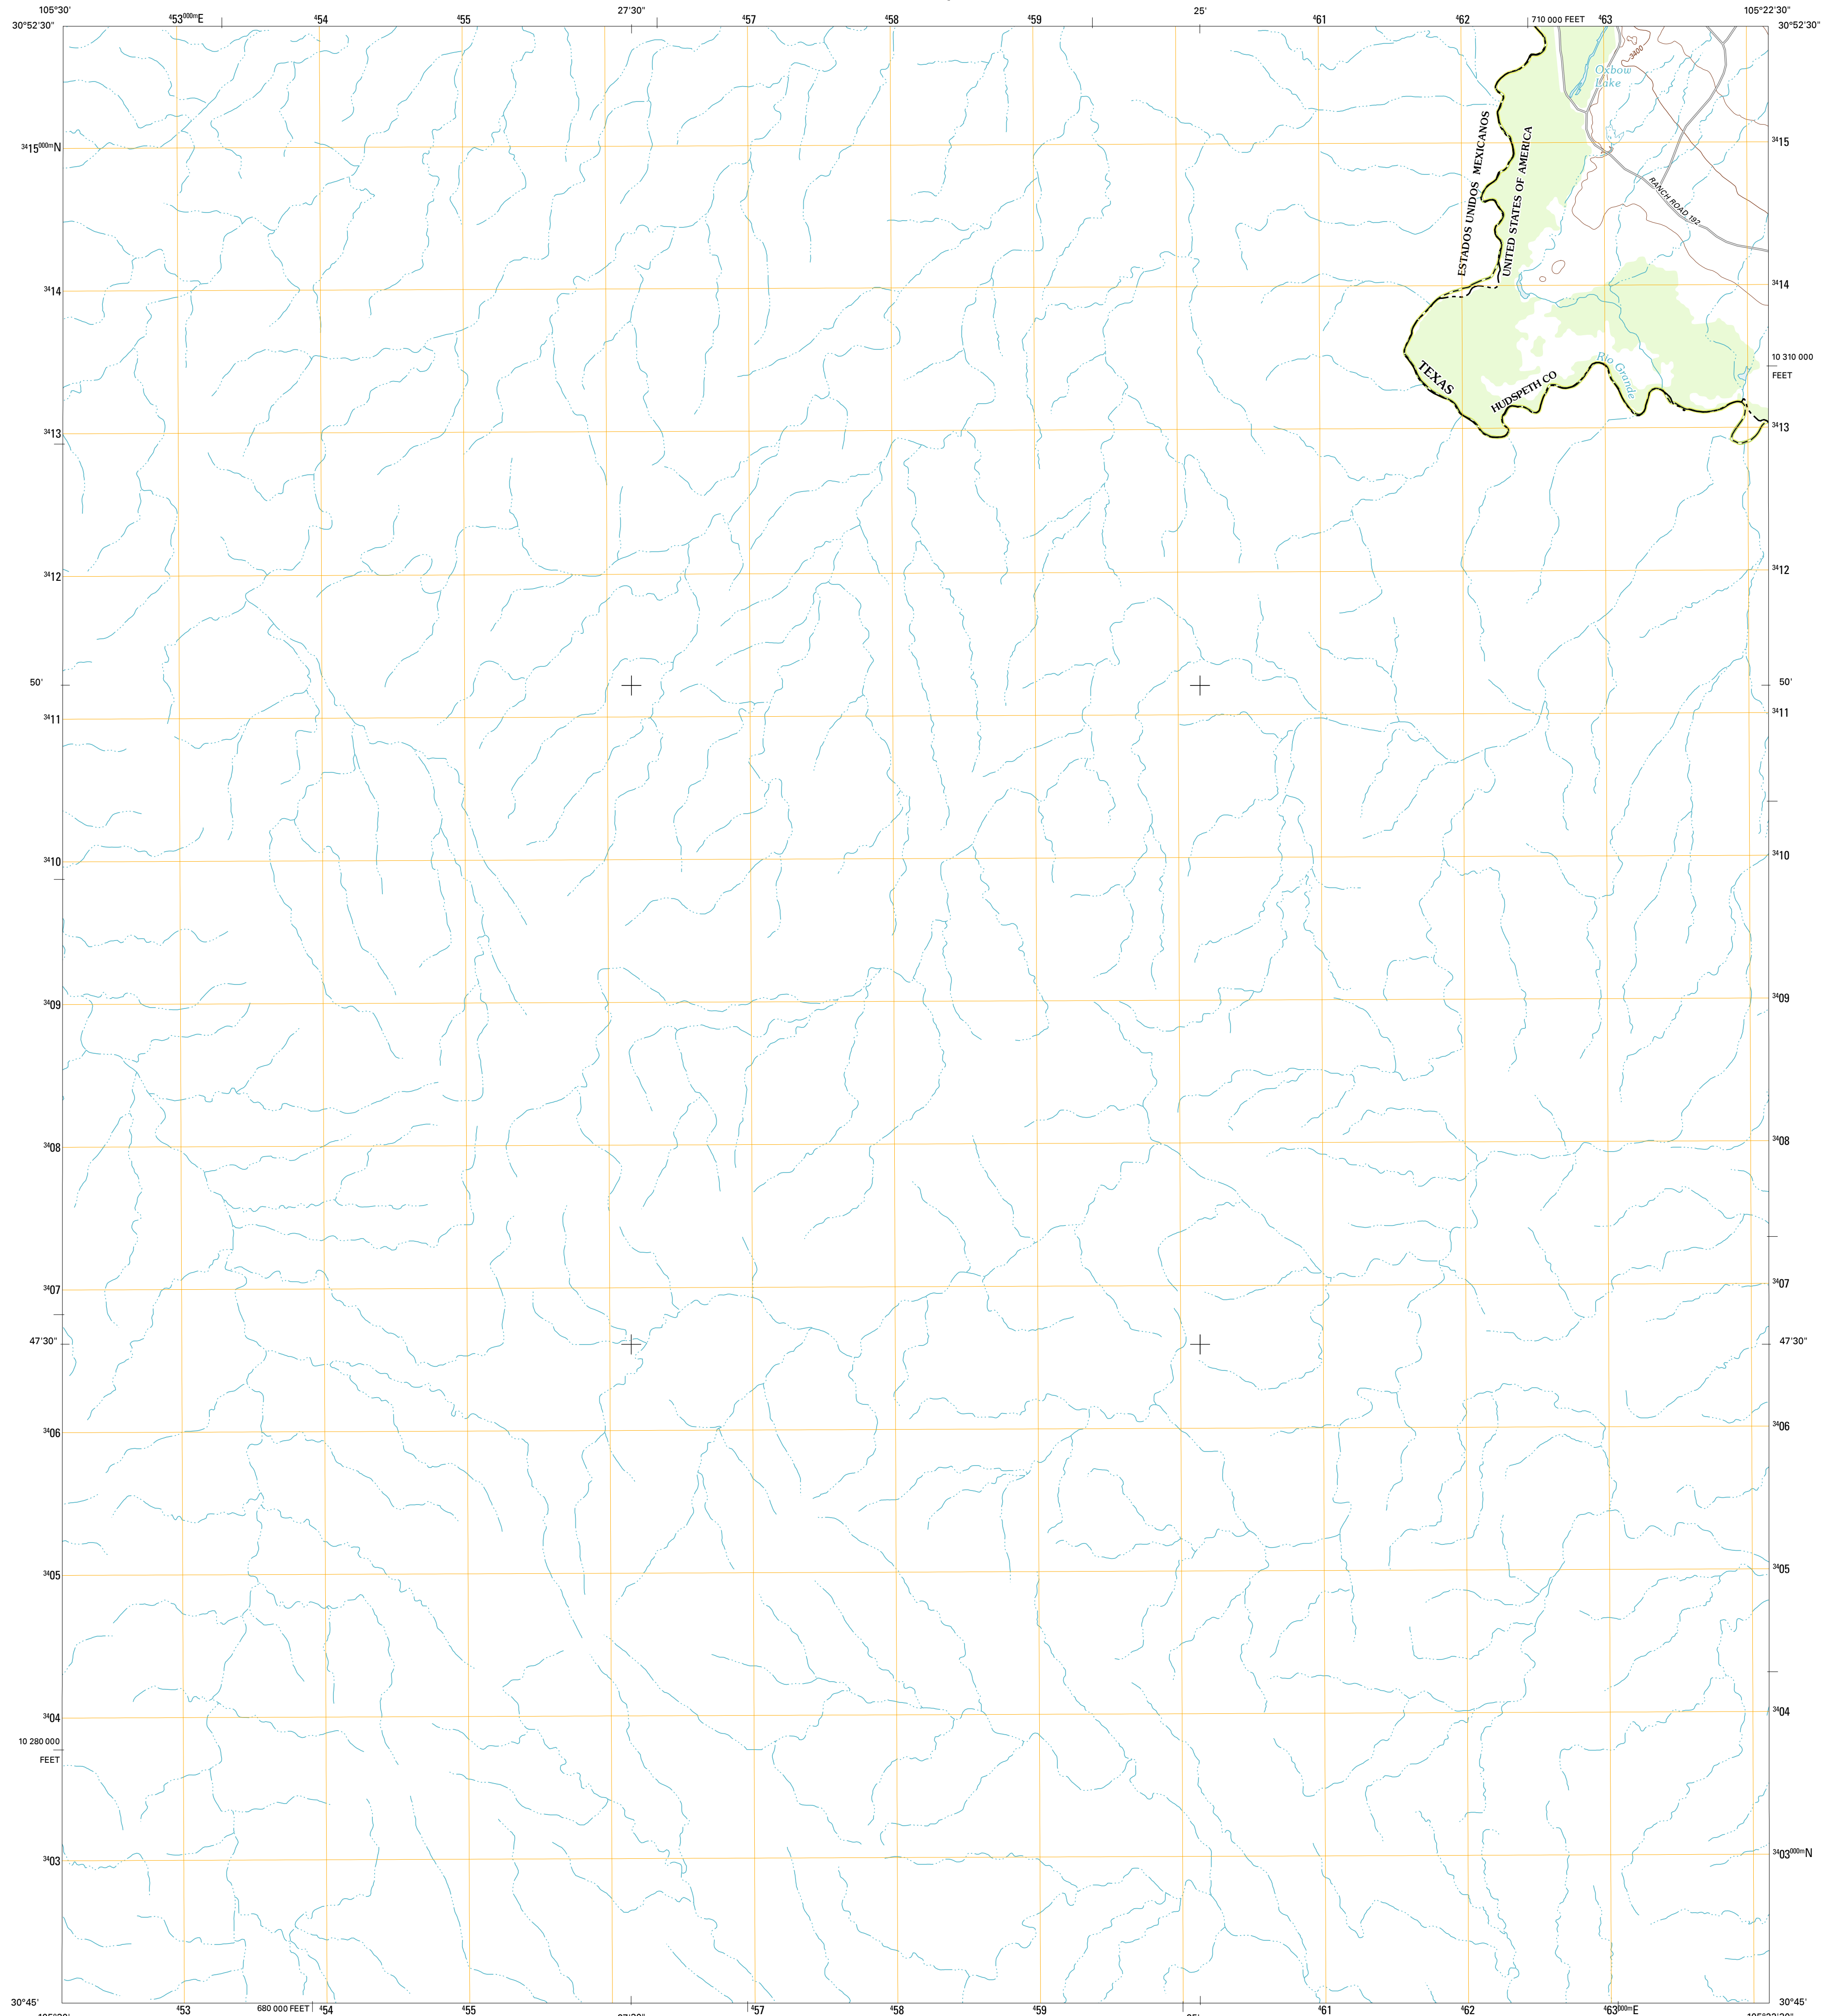 105°30' 453000mE 454 455 27'30" 457 458 459 25' 461 462 710 000 FEET 463 105°22'30"
30°52'30" 30°52'30"
3400
Oxbow
Lake
3415000mN 3415
ESTADOS UNIDOS MEXICANOS
UNITED STATES OF AMERICA
RANCH ROAD 192
3414 3414
10 310 000
FEET
Rio Grande
TEXAS
HUDSPETH CO
3413 3413
3412 3412
50' 50'
3411 3411
3410 3410
3409 3409
3408 3408
3407 3407
47'30" 47'30"
3406 3406
3405 3405
3404 3404
10 280 000
FEET
3403 3403000mN
30°45' 30°45'
453 680 000 FEET 454 455 457 458 459 461 462 463000mE